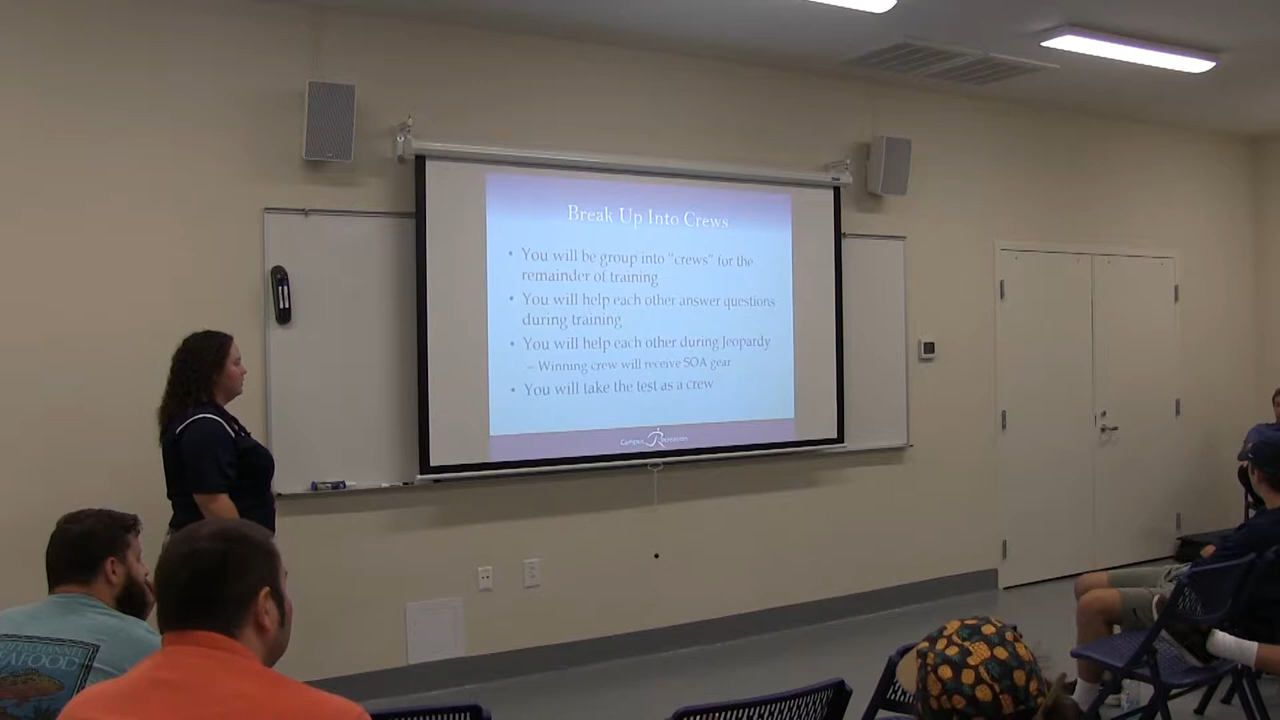 Break Up Into Crews
• You will be group into “crews” for the
remainder of training
• You will help each other answer questions
during training
• You will help each other during Jeopardy
– Winning crew will receive SOA gear
• You will take the test as a crew
Campus Recreation
SEAFOOD